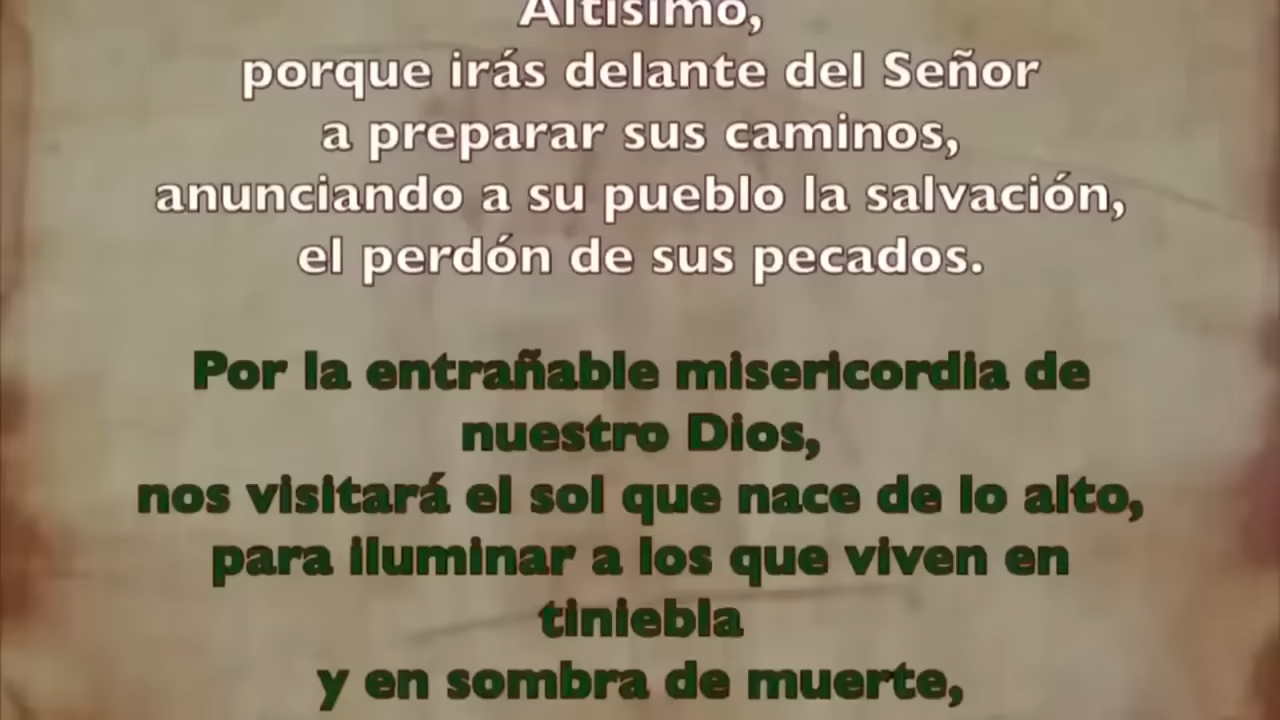 Altísimo,
porque irás delante del Señor
a preparar sus caminos,
anunciando a su pueblo la salvación,
el perdón de sus pecados.
Por la entrañable misericordia de
nuestro Dios,
nos visitará el sol que nace de lo alto,
para iluminar a los que viven en
tiniebla
y en sombra de muerte,